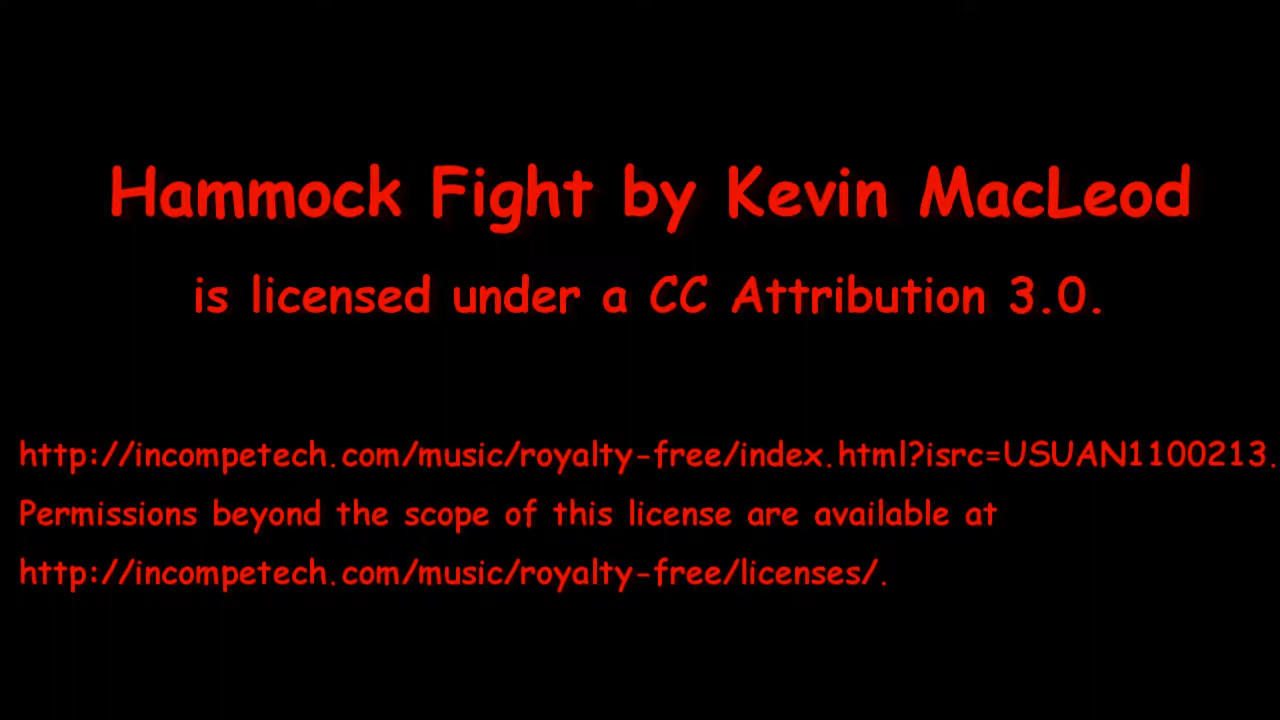 Hammock Fight by Kevin MacLeod
is licensed under a CC Attribution 3.0.
http://incompetech.com/music/royalty-free/index.html?isrc=USUAN1100213.
Permissions beyond the scope of this license are available at
http://incompetech.com/music/royalty-free/licenses/.